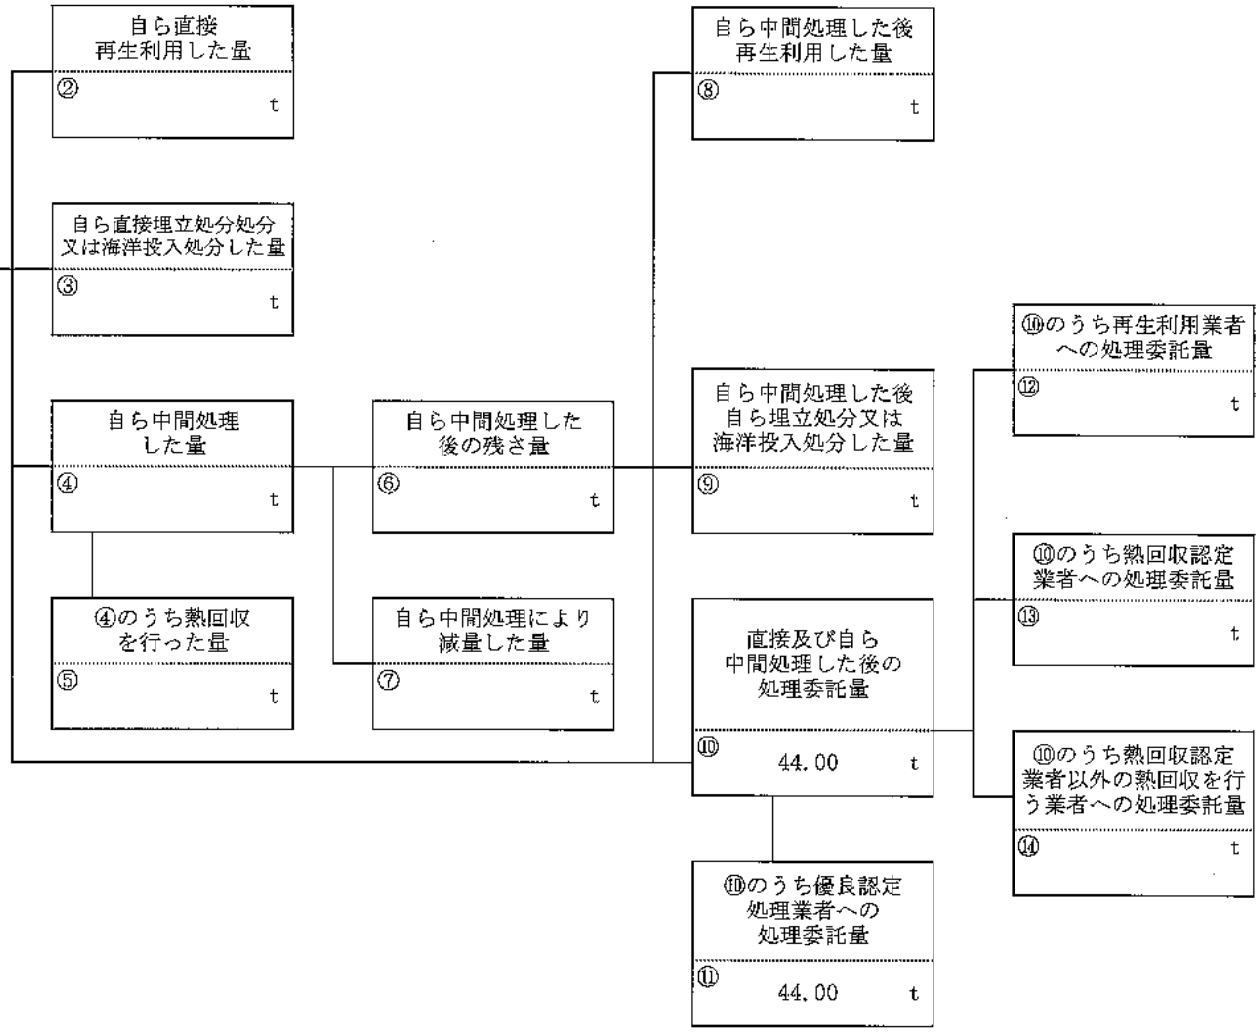 自ら直接
再生利用した量
②
t
自ら中間処理した後
再生利用した量
⑧
t
自ら直接埋立処分処分
又は海洋投入処分した量
③
t
⑩のうち再生利用業者
への処理委託量
⑫
t
自ら中間処理
した量
④
t
自ら中間処理した
後の残さ量
⑥
t
自ら中間処理した後
自ら埋立処分又は
海洋投入処分した量
⑨
t
⑩のうち熱回収認定
業者への処理委託量
⑬
t
④のうち熱回収
を行った量
⑤
t
自ら中間処理により
減量した量
⑦
t
直接及び自ら
中間処理した後の
処理委託量
⑩
44.00 t
⑩のうち熱回収認定
業者以外の熱回収を行
う業者への処理委託量
⑭
t
⑩のうち優良認定
処理業者への
処理委託量
⑪
44.00 t